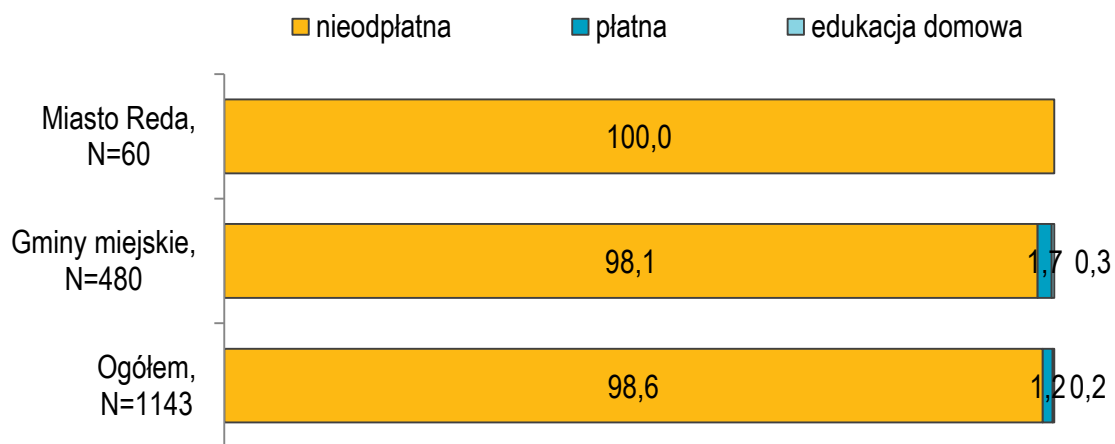 nieodpłatna płatna edukacja domowa
Miasto Reda,
N=60
100,0
Gminy miejskie,
N=480
98,1 1,7 0,3
Ogółem,
N=1143
98,6 1,2 0,2